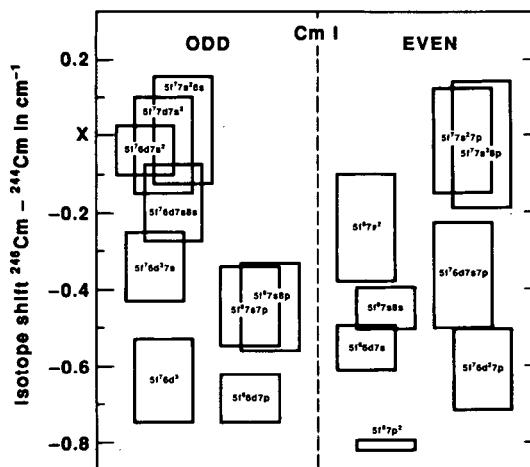 Cm I
ODD
EVEN
Isotope shift ²⁴⁶Cm – ²⁴⁴Cm in cm⁻¹
0.2
X
-0.2
-0.4
-0.6
-0.8
5f⁷7s²8s
5f⁷7d7s²
5f⁷6d7s²
5f⁷6d7s8s
5f⁷6d²7s
5f⁸7s7p
5f⁸7s8p
5f⁷6d³
5f⁸6d7p
5f⁷7s²7p
5f⁷7s²8p
5f⁸7s²
5f⁷6d7s7p
5f⁸7s8s
5f⁸6d7s
5f⁷6d²7p
5f⁸7p²